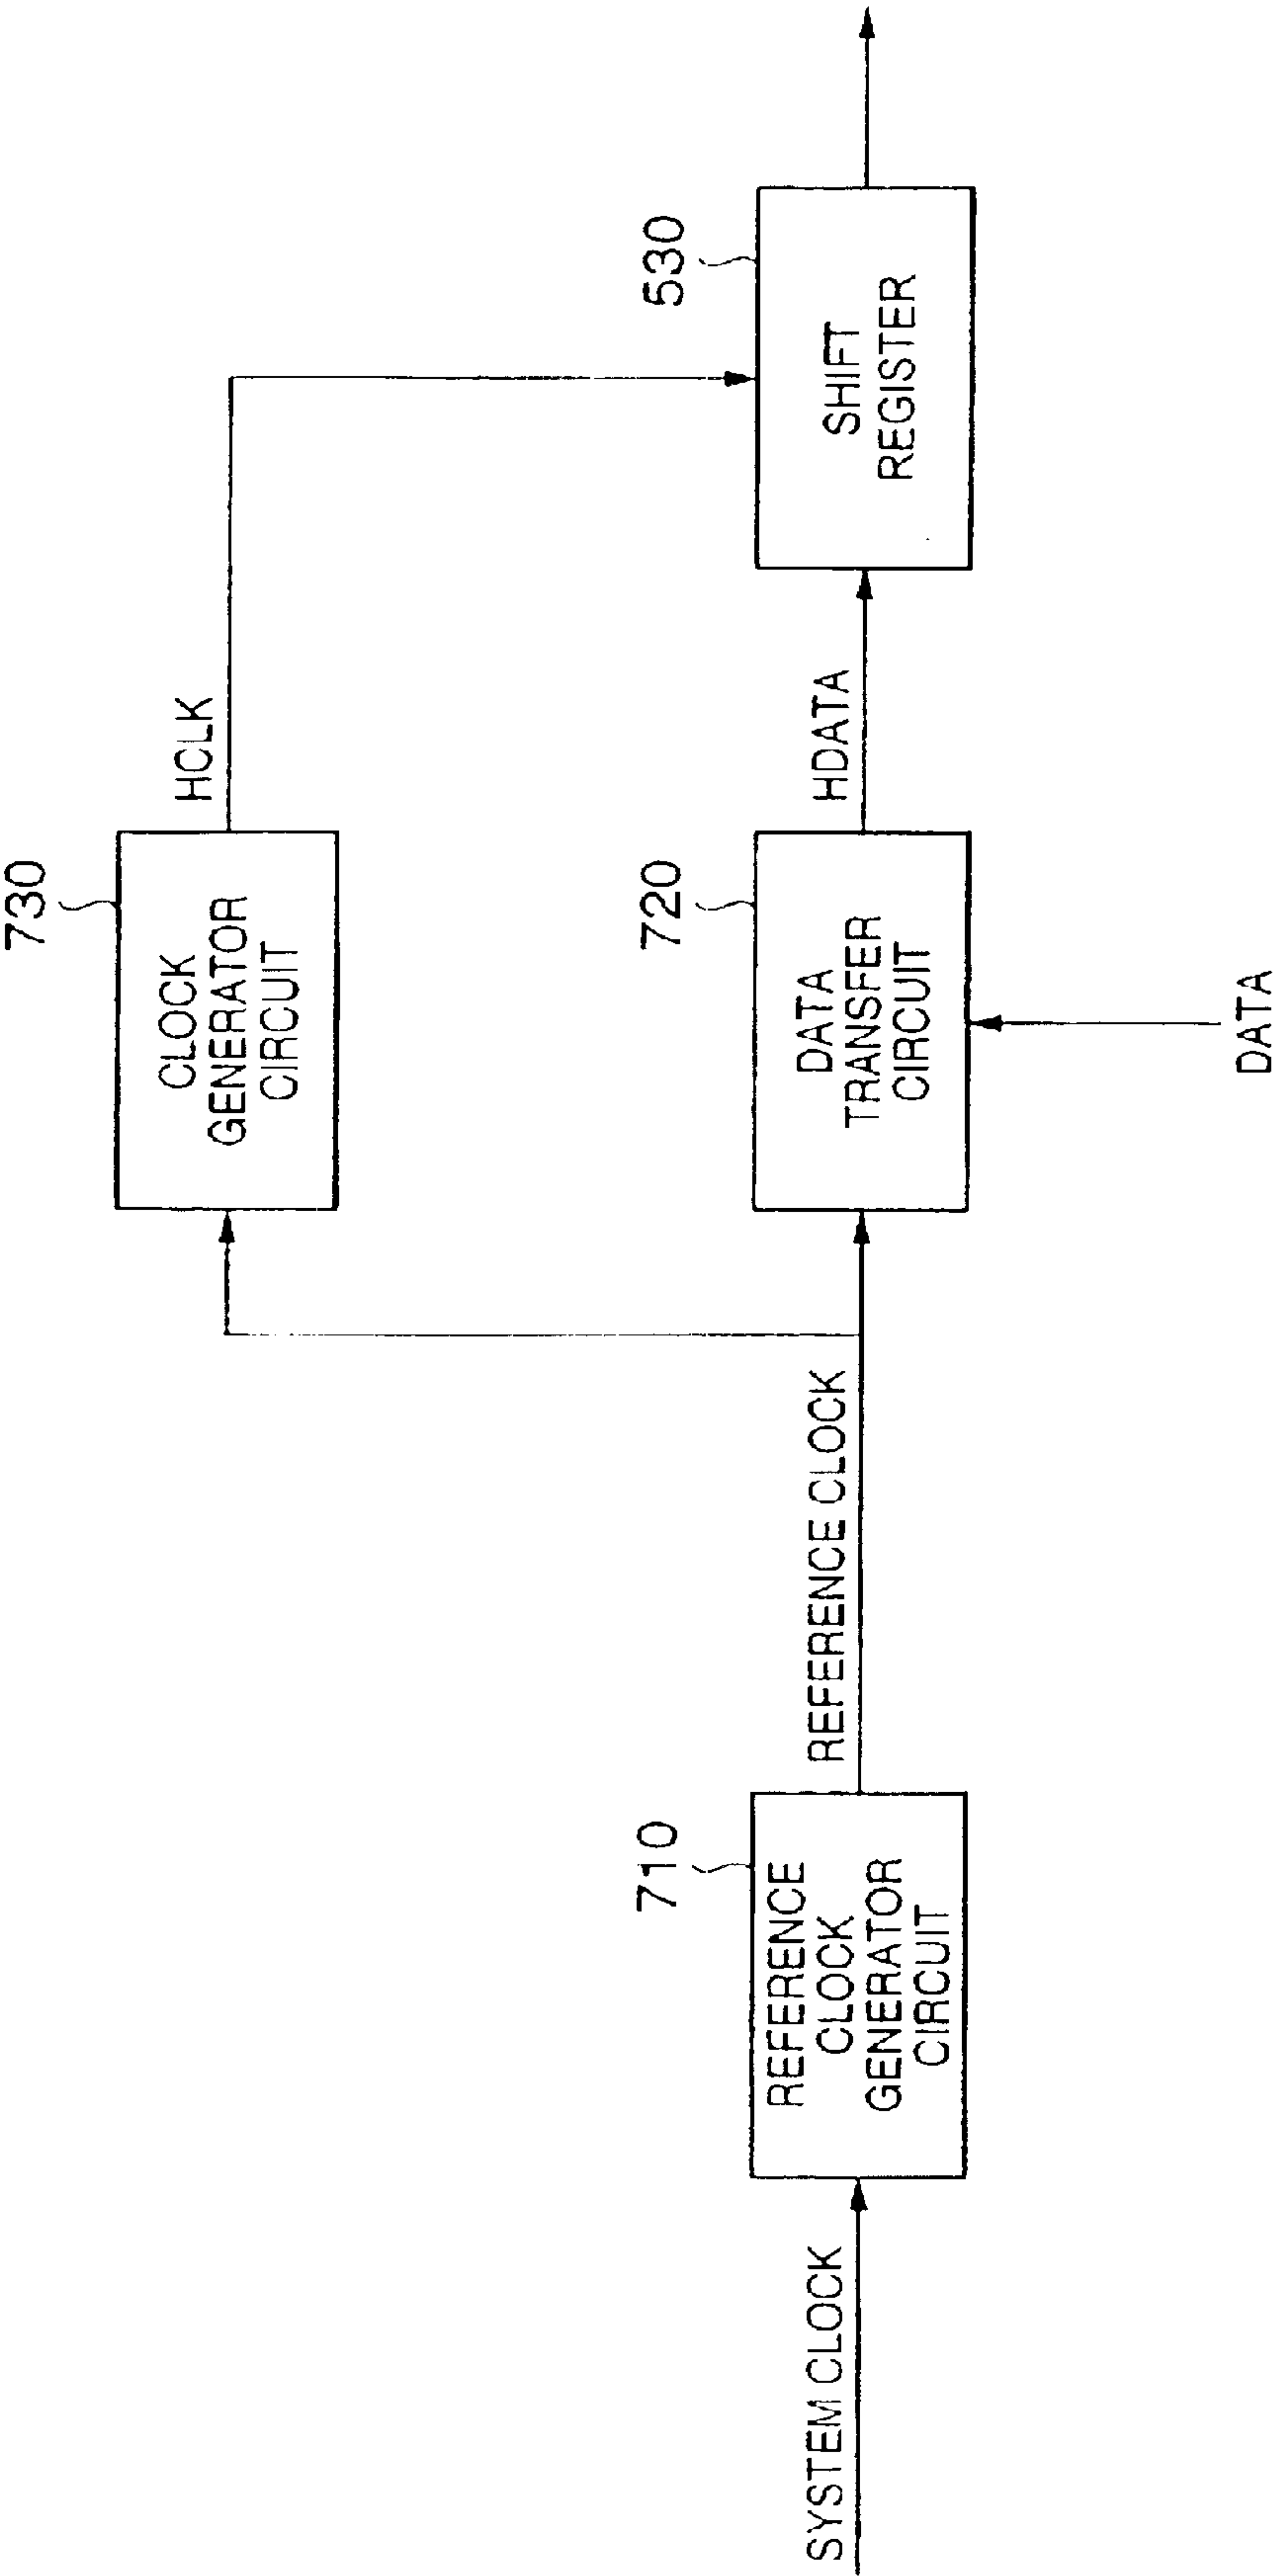 730
CLOCK
GENERATOR
CIRCUIT
HCLK
SYSTEM CLOCK
710
REFERENCE
CLOCK
GENERATOR
CIRCUIT
REFERENCE CLOCK
720
DATA
TRANSFER
CIRCUIT
HDATA
530
SHIFT
REGISTER
DATA